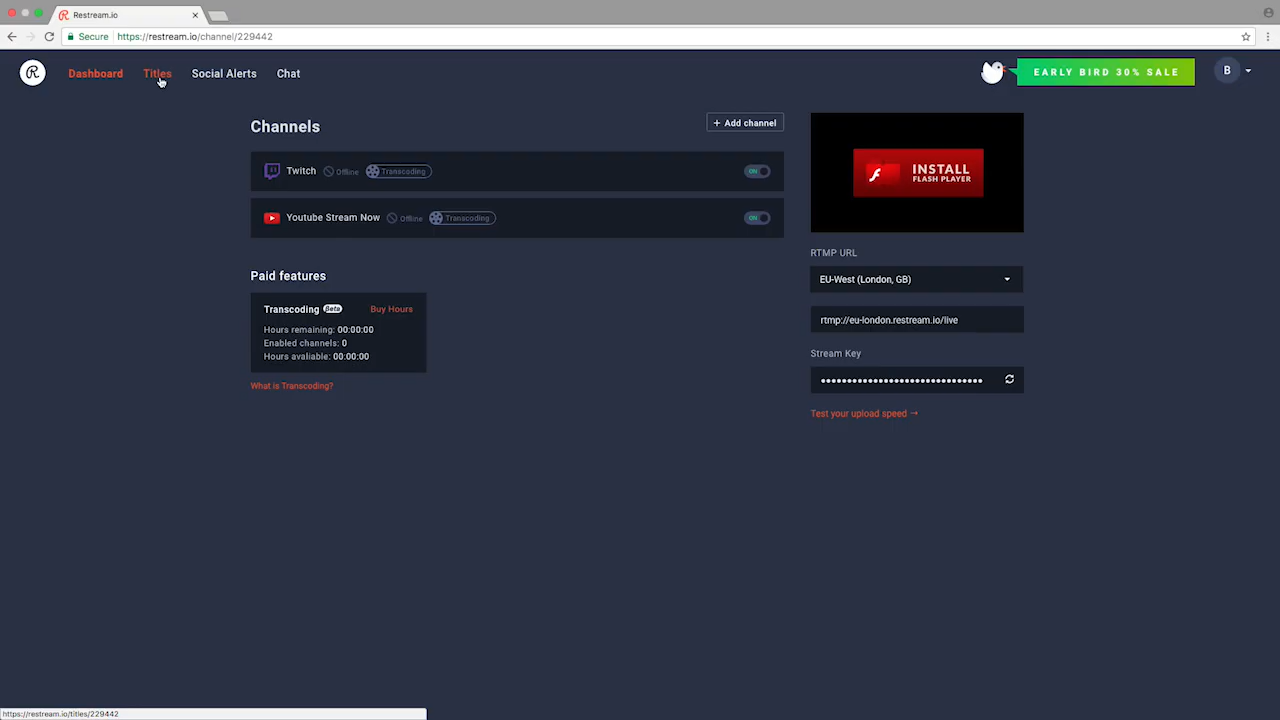 Restream.io
Secure https://restream.io/channel/229442
R Dashboard Titles Social Alerts Chat EARLY BIRD 30% SALE B
Channels + Add channel
Twitch Offline Transcoding ON
Youtube Stream Now Offline Transcoding ON
INSTALL
FLASH PLAYER
RTMP URL
EU-West (London, GB)
rtmp://eu-london.restream.io/live
Stream Key
••••••••••••••••••••••••••••••••
Test your upload speed →
Paid features
Transcoding Beta Buy Hours
Hours remaining: 00:00:00
Enabled channels: 0
Hours avaliable: 00:00:00
What is Transcoding?
https://restream.io/titles/229442